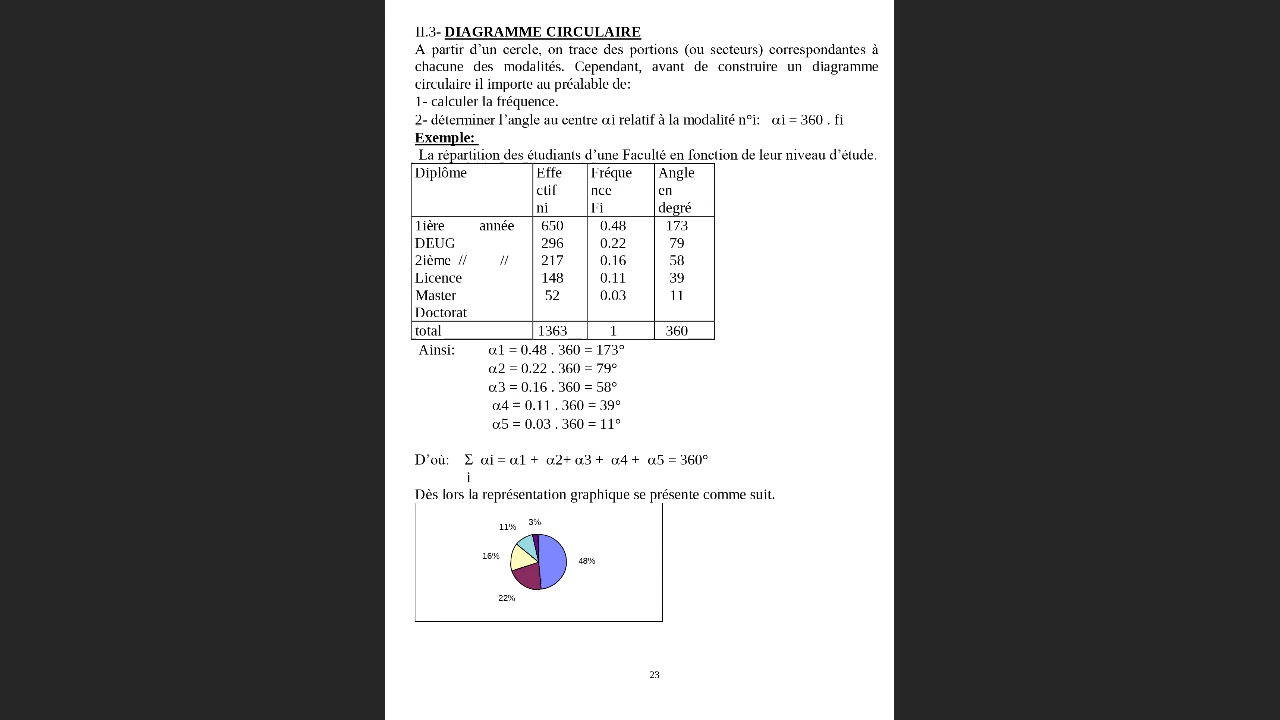 II.3- DIAGRAMME CIRCULAIRE
A partir d'un cercle, on trace des portions (ou secteurs) correspondantes à
chacune des modalités. Cependant, avant de construire un diagramme
circulaire il importe au préalable de:
1- calculer la fréquence.
2- déterminer l'angle au centre αi relatif à la modalité n°i: αi = 360 . fi
Exemple:
La répartition des étudiants d'une Faculté en fonction de leur niveau d'étude.
Diplôme Effe Fréque Angle
ctif nce en
ni Fi degré
1ière année 650 0.48 173
DEUG 296 0.22 79
2ième // // 217 0.16 58
Licence 148 0.11 39
Master 52 0.03 11
Doctorat
total 1363 1 360
Ainsi: α1 = 0.48 . 360 = 173°
α2 = 0.22 . 360 = 79°
α3 = 0.16 . 360 = 58°
α4 = 0.11 . 360 = 39°
α5 = 0.03 . 360 = 11°
D'où: Σ αi = α1 + α2+ α3 + α4 + α5 = 360°
i
Dès lors la représentation graphique se présente comme suit.
3%
11%
16%
48%
22%
23